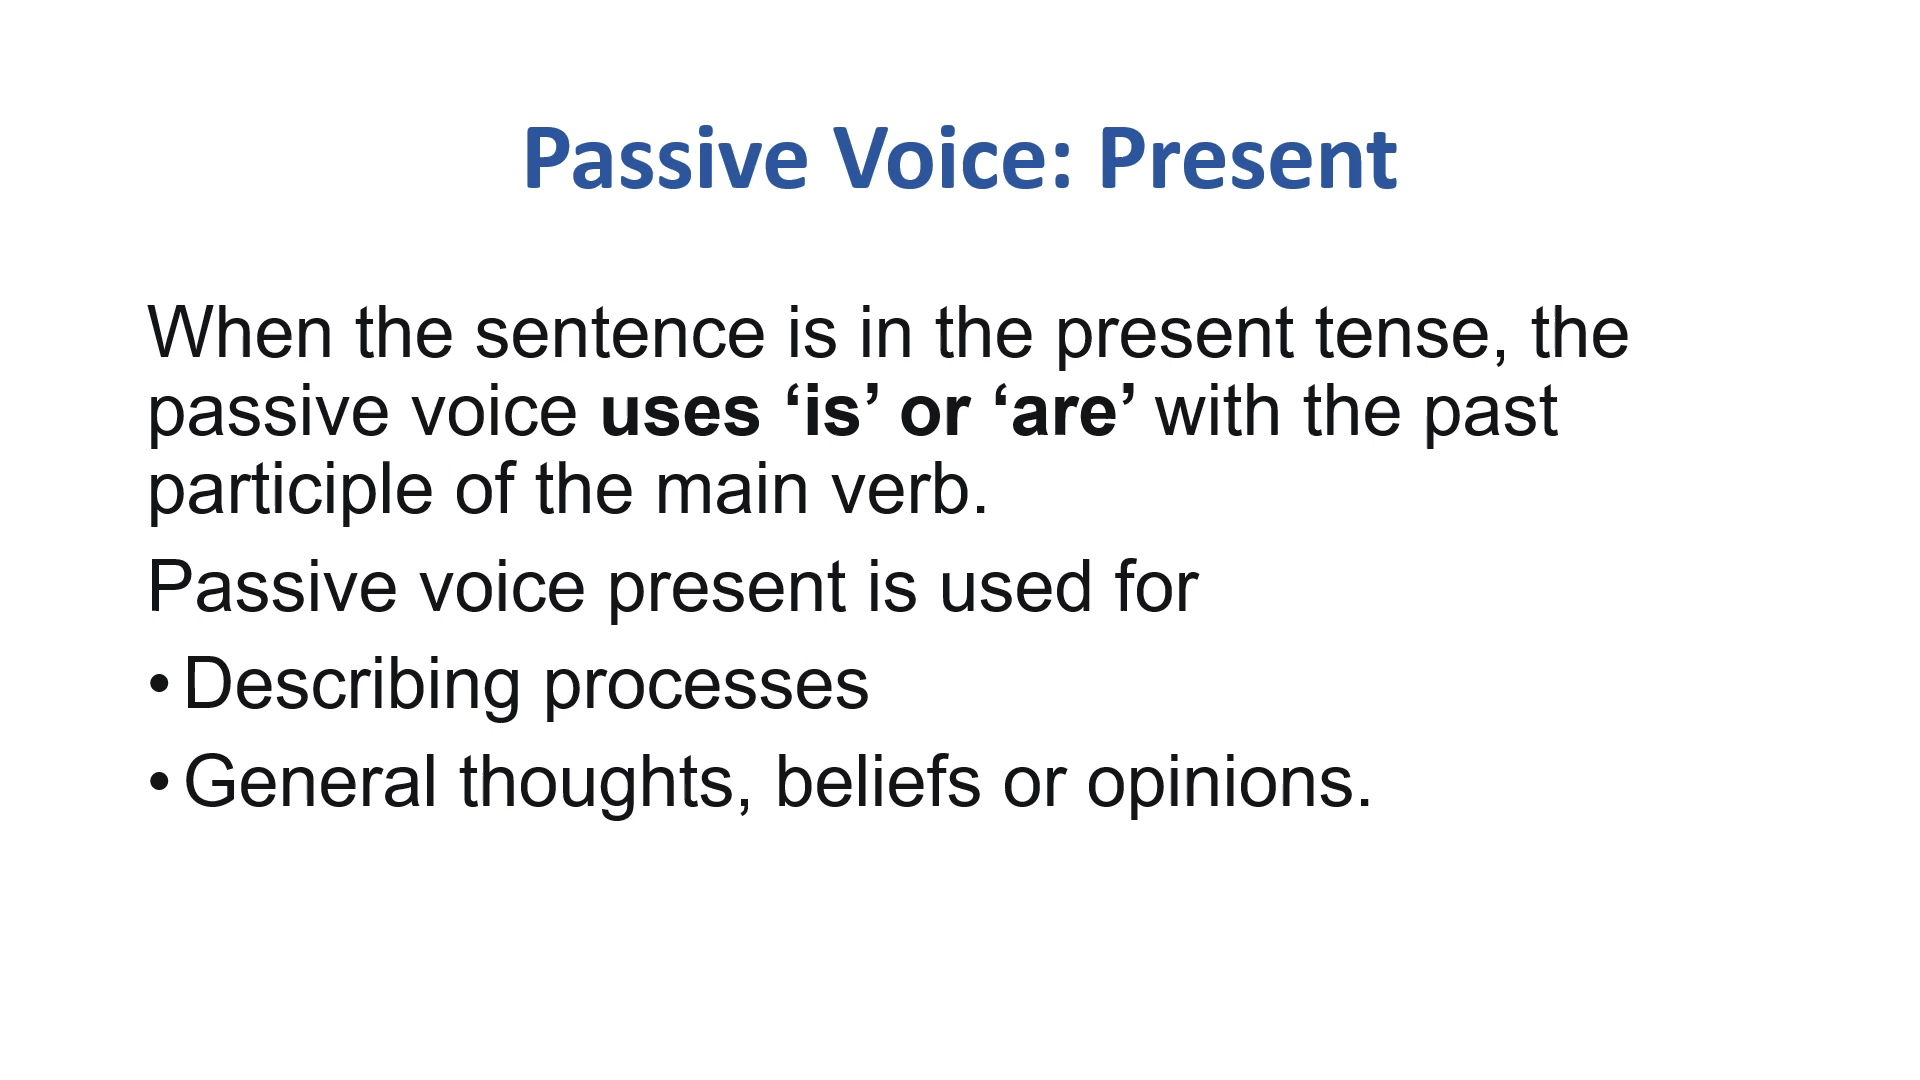 Passive Voice: Present
When the sentence is in the present tense, the
passive voice uses ‘is’ or ‘are’ with the past
participle of the main verb.
Passive voice present is used for
• Describing processes
• General thoughts, beliefs or opinions.